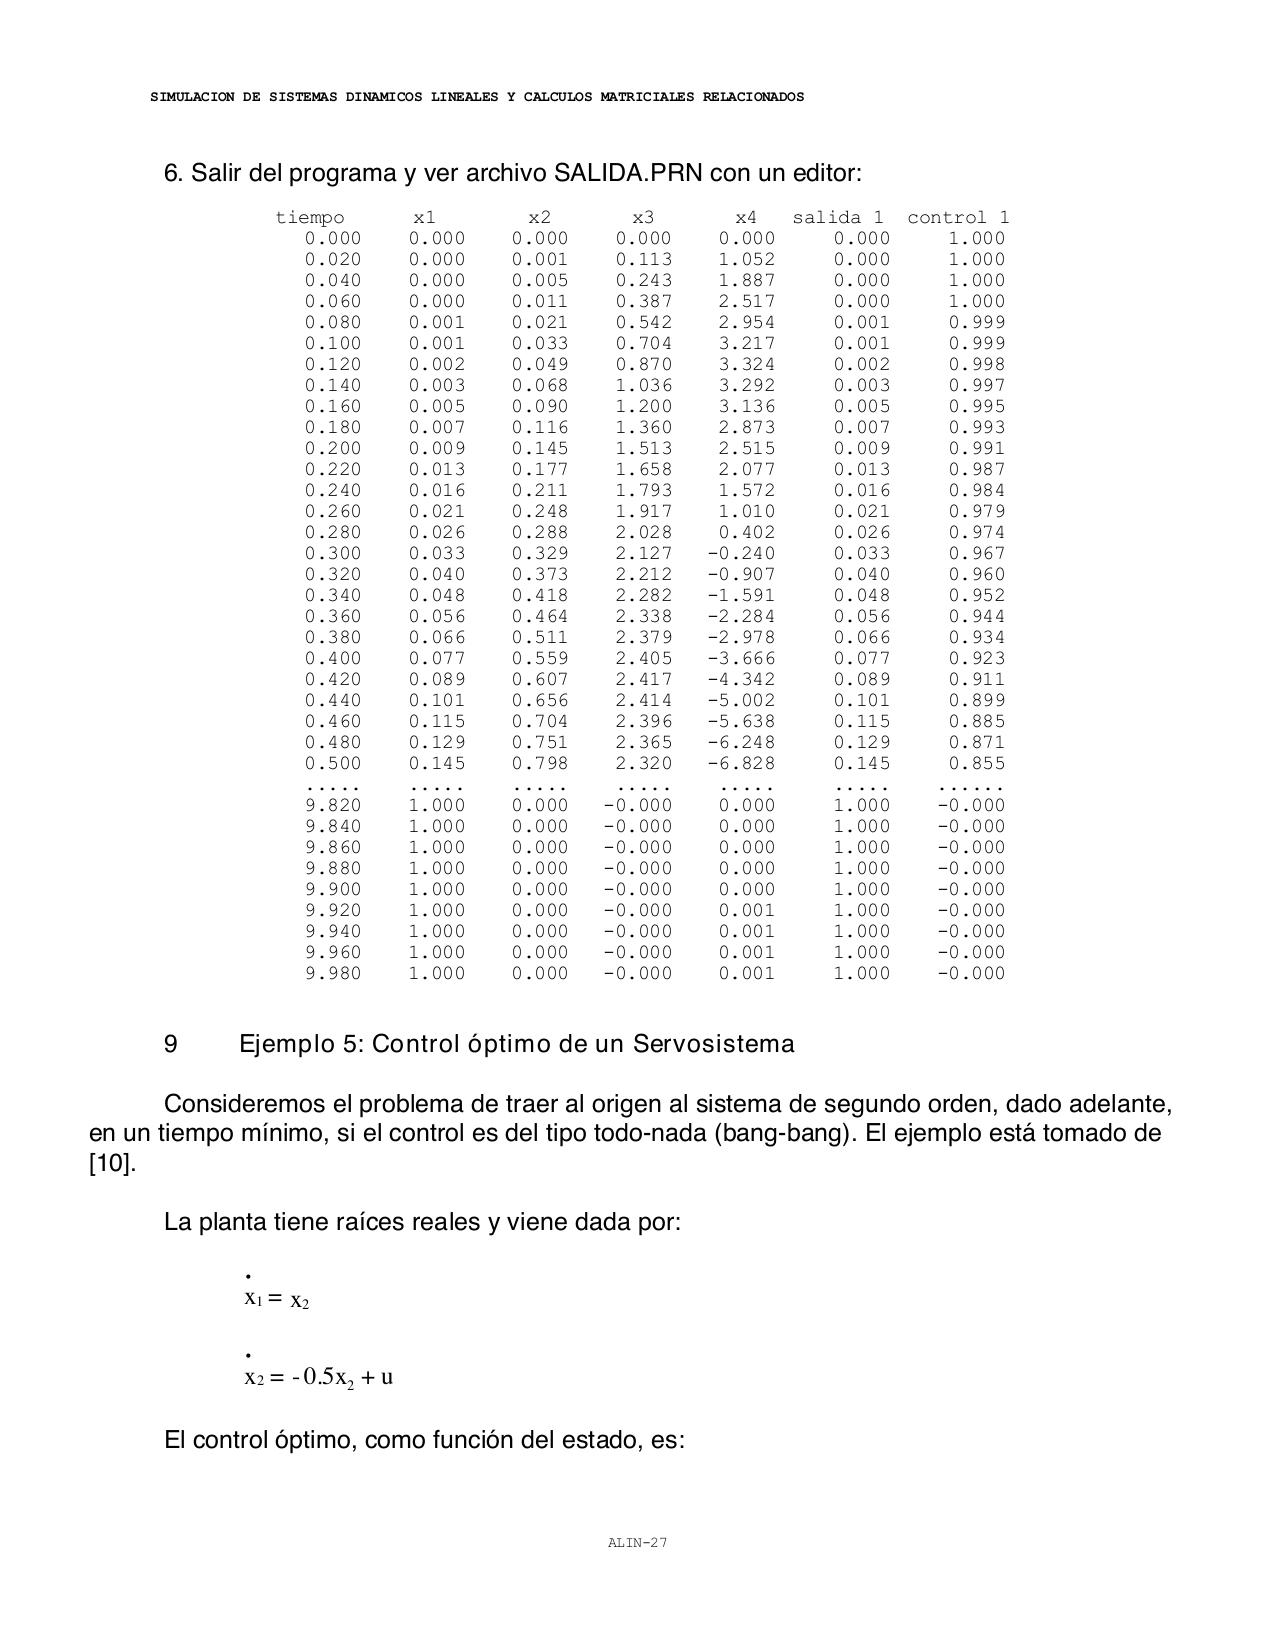 SIMULACION DE SISTEMAS DINAMICOS LINEALES Y CALCULOS MATRICIALES RELACIONADOS
6. Salir del programa y ver archivo SALIDA.PRN con un editor:
tiempo x1 x2 x3 x4 salida 1 control 1
0.000 0.000 0.000 0.000 0.000 0.000 1.000
0.020 0.000 0.001 0.113 1.052 0.000 1.000
0.040 0.000 0.005 0.243 1.887 0.000 1.000
0.060 0.000 0.011 0.387 2.517 0.000 1.000
0.080 0.001 0.021 0.542 2.954 0.001 0.999
0.100 0.001 0.033 0.704 3.217 0.001 0.999
0.120 0.002 0.049 0.870 3.324 0.002 0.998
0.140 0.003 0.068 1.036 3.292 0.003 0.997
0.160 0.005 0.090 1.200 3.136 0.005 0.995
0.180 0.007 0.116 1.360 2.873 0.007 0.993
0.200 0.009 0.145 1.513 2.515 0.009 0.991
0.220 0.013 0.177 1.658 2.077 0.013 0.987
0.240 0.016 0.211 1.793 1.572 0.016 0.984
0.260 0.021 0.248 1.917 1.010 0.021 0.979
0.280 0.026 0.288 2.028 0.402 0.026 0.974
0.300 0.033 0.329 2.127 -0.240 0.033 0.967
0.320 0.040 0.373 2.212 -0.907 0.040 0.960
0.340 0.048 0.418 2.282 -1.591 0.048 0.952
0.360 0.056 0.464 2.338 -2.284 0.056 0.944
0.380 0.066 0.511 2.379 -2.978 0.066 0.934
0.400 0.077 0.559 2.405 -3.666 0.077 0.923
0.420 0.089 0.607 2.417 -4.342 0.089 0.911
0.440 0.101 0.656 2.414 -5.002 0.101 0.899
0.460 0.115 0.704 2.396 -5.638 0.115 0.885
0.480 0.129 0.751 2.365 -6.248 0.129 0.871
0.500 0.145 0.798 2.320 -6.828 0.145 0.855
..... ..... ..... ..... ..... ..... ......
9.820 1.000 0.000 -0.000 0.000 1.000 -0.000
9.840 1.000 0.000 -0.000 0.000 1.000 -0.000
9.860 1.000 0.000 -0.000 0.000 1.000 -0.000
9.880 1.000 0.000 -0.000 0.000 1.000 -0.000
9.900 1.000 0.000 -0.000 0.000 1.000 -0.000
9.920 1.000 0.000 -0.000 0.001 1.000 -0.000
9.940 1.000 0.000 -0.000 0.001 1.000 -0.000
9.960 1.000 0.000 -0.000 0.001 1.000 -0.000
9.980 1.000 0.000 -0.000 0.001 1.000 -0.000
9 Ejemplo 5: Control óptimo de un Servosistema
Consideremos el problema de traer al origen al sistema de segundo orden, dado adelante,
en un tiempo mínimo, si el control es del tipo todo-nada (bang-bang). El ejemplo está tomado de
[10].
La planta tiene raíces reales y viene dada por:
ẋ₁ = x₂
ẋ₂ = -0.5x₂ + u
El control óptimo, como función del estado, es:
ALIN-27